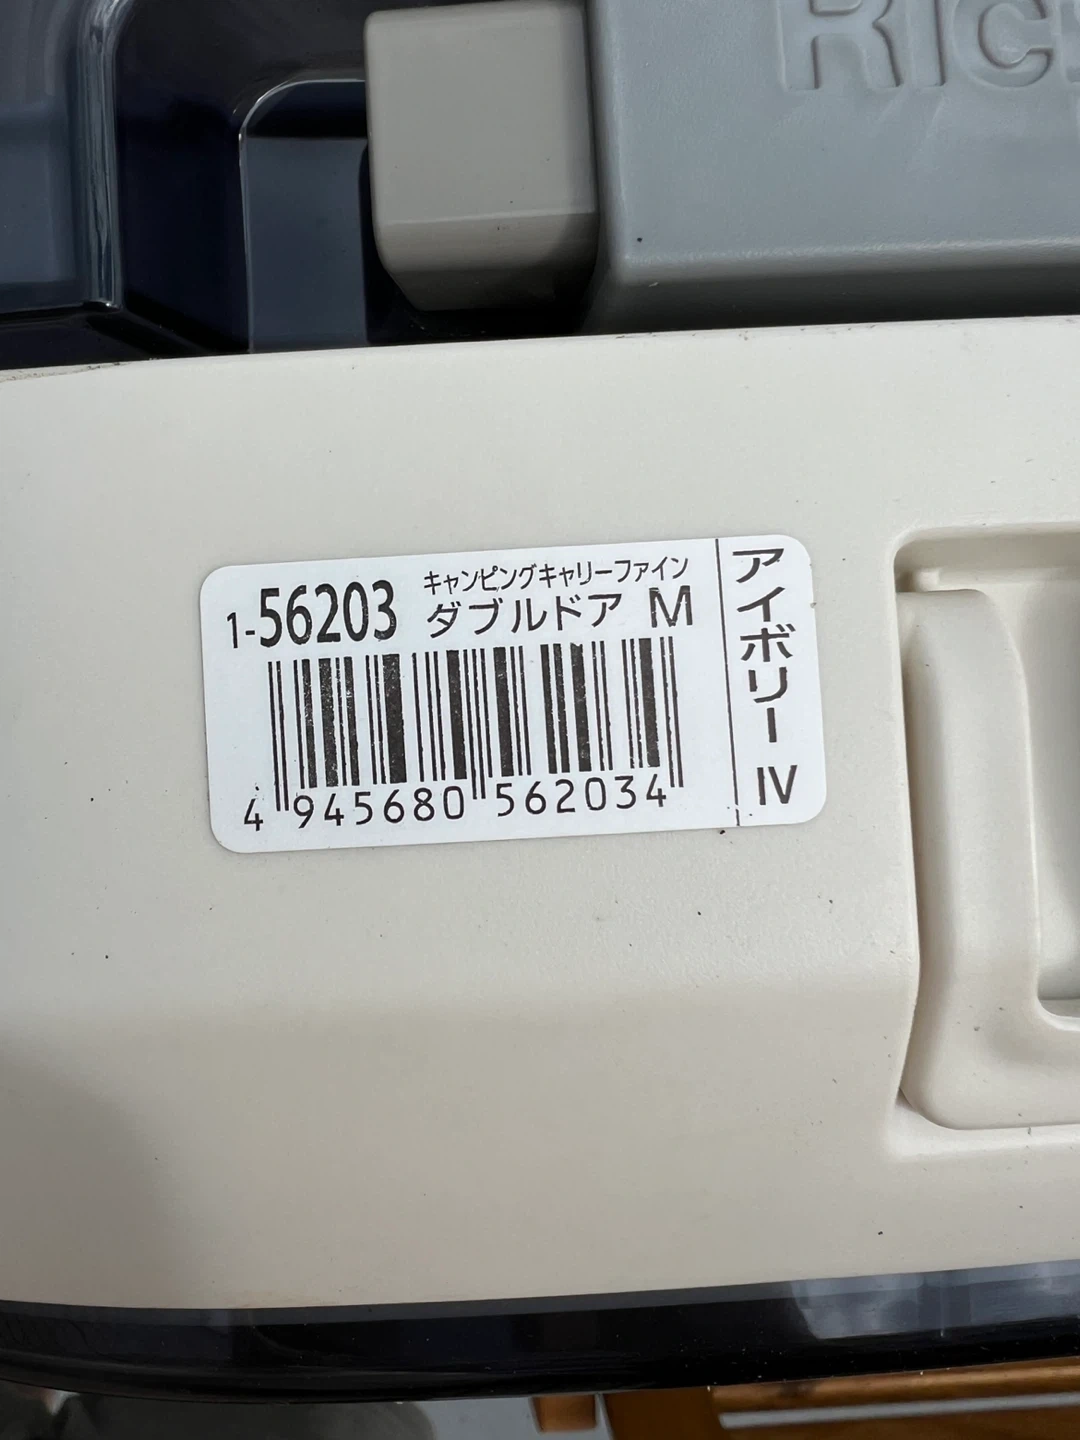 RICH
1-56203
キャンピングキャリーファイン
ダブルドア M
4 945680 562034
アイボリー IV